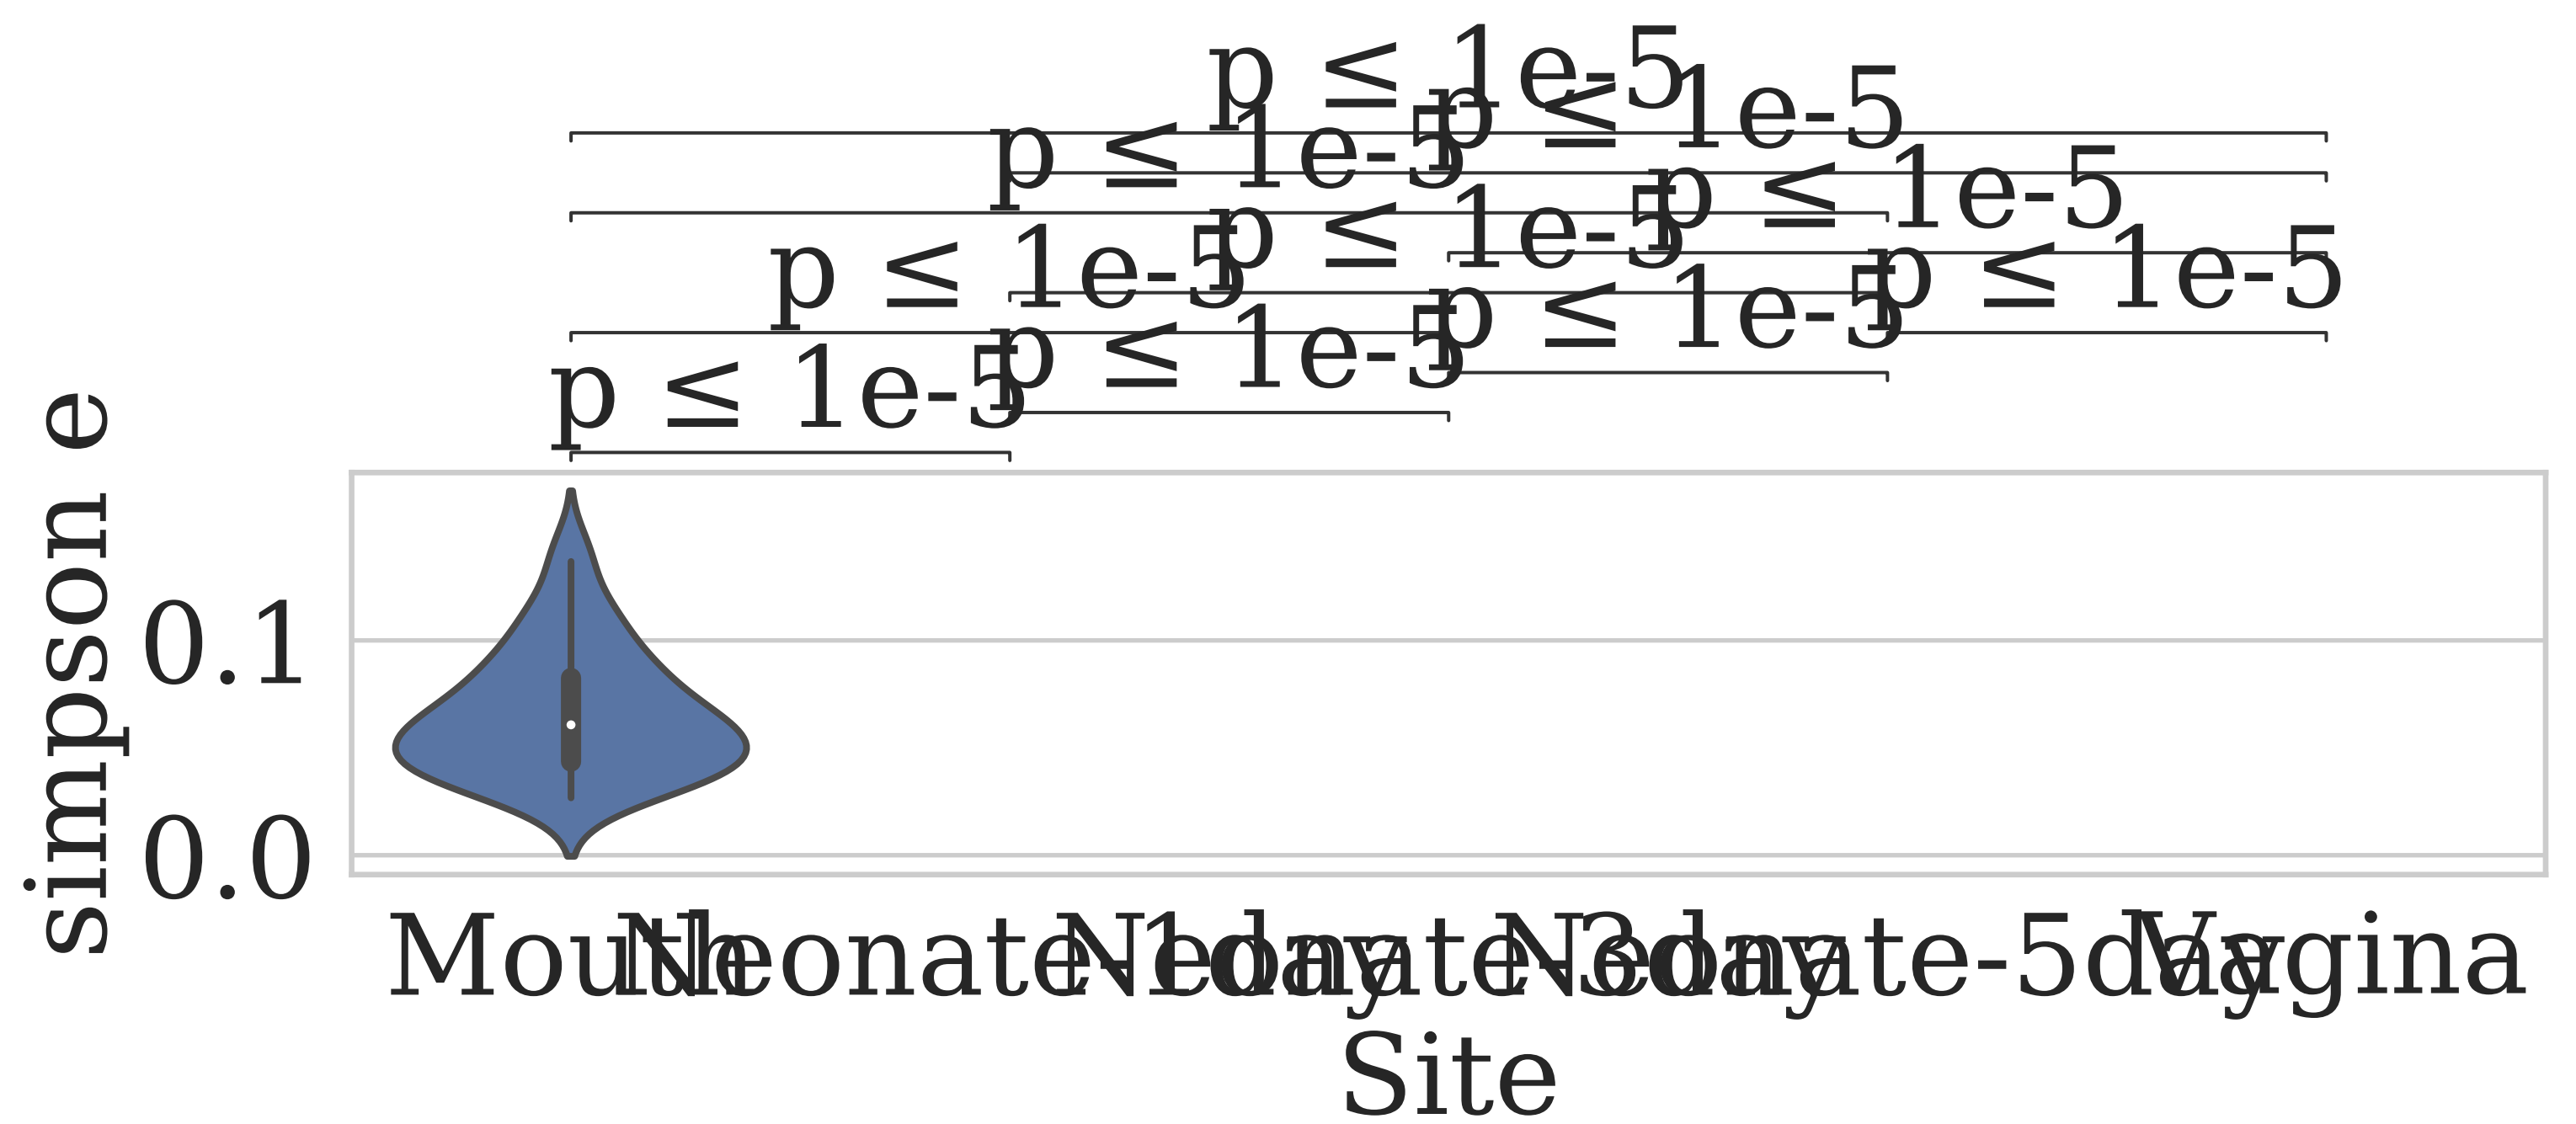 p ≤ 1e-5
p ≤ 1e-5
p ≤ 1e-5
p ≤ 1e-5
p ≤ 1e-5
p ≤ 1e-5
p ≤ 1e-5
p ≤ 1e-5
p ≤ 1e-5
p ≤ 1e-5
simpson e
0.1
0.0
Mouth Neonate-1day Neonate-3day Neonate-5day Vagina
Site